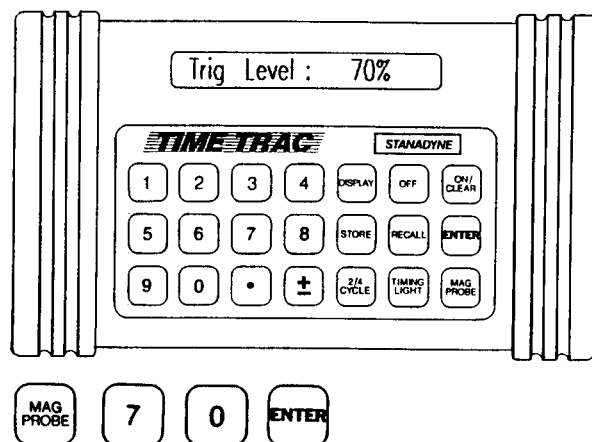 Trig Level : 70%
TIME TRAC STANADYNE
1 2 3 4 DISPLAY OFF ON/CLEAR
5 6 7 8 STORE RECALL ENTER
9 0 • ± 2/4 CYCLE TIMING LIGHT MAG PROBE
MAG PROBE 7 0 ENTER